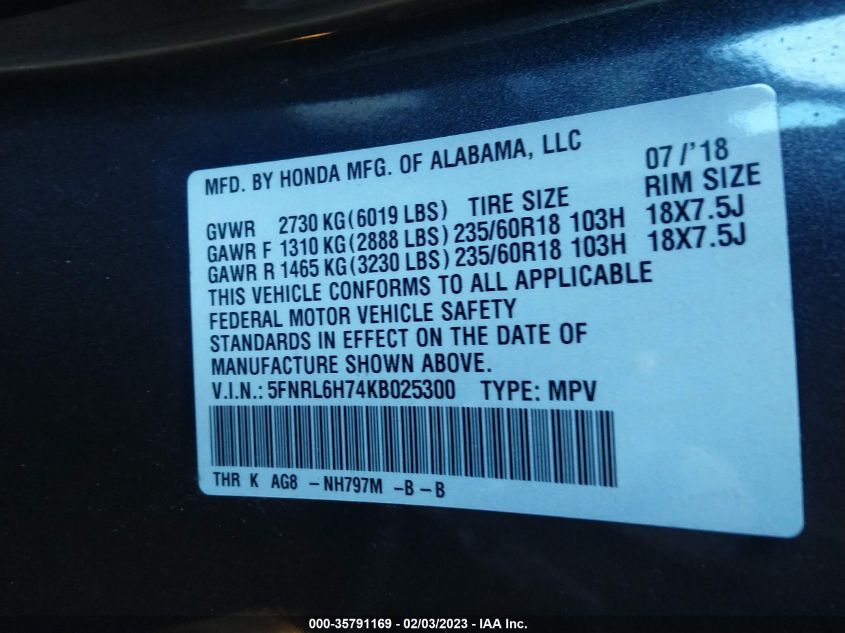 MFD. BY HONDA MFG. OF ALABAMA, LLC 07/'18
GVWR 2730 KG(6019 LBS) TIRE SIZE RIM SIZE
GAWR F 1310 KG(2888 LBS) 235/60R18 103H 18X7.5J
GAWR R 1465 KG(3230 LBS) 235/60R18 103H 18X7.5J
THIS VEHICLE CONFORMS TO ALL APPLICABLE
FEDERAL MOTOR VEHICLE SAFETY
STANDARDS IN EFFECT ON THE DATE OF
MANUFACTURE SHOWN ABOVE.
V.I.N.: 5FNRL6H74KB025300 TYPE: MPV
THR K AG8 -NH797M -B-B
000-35791169 - 02/03/2023 - IAA Inc.